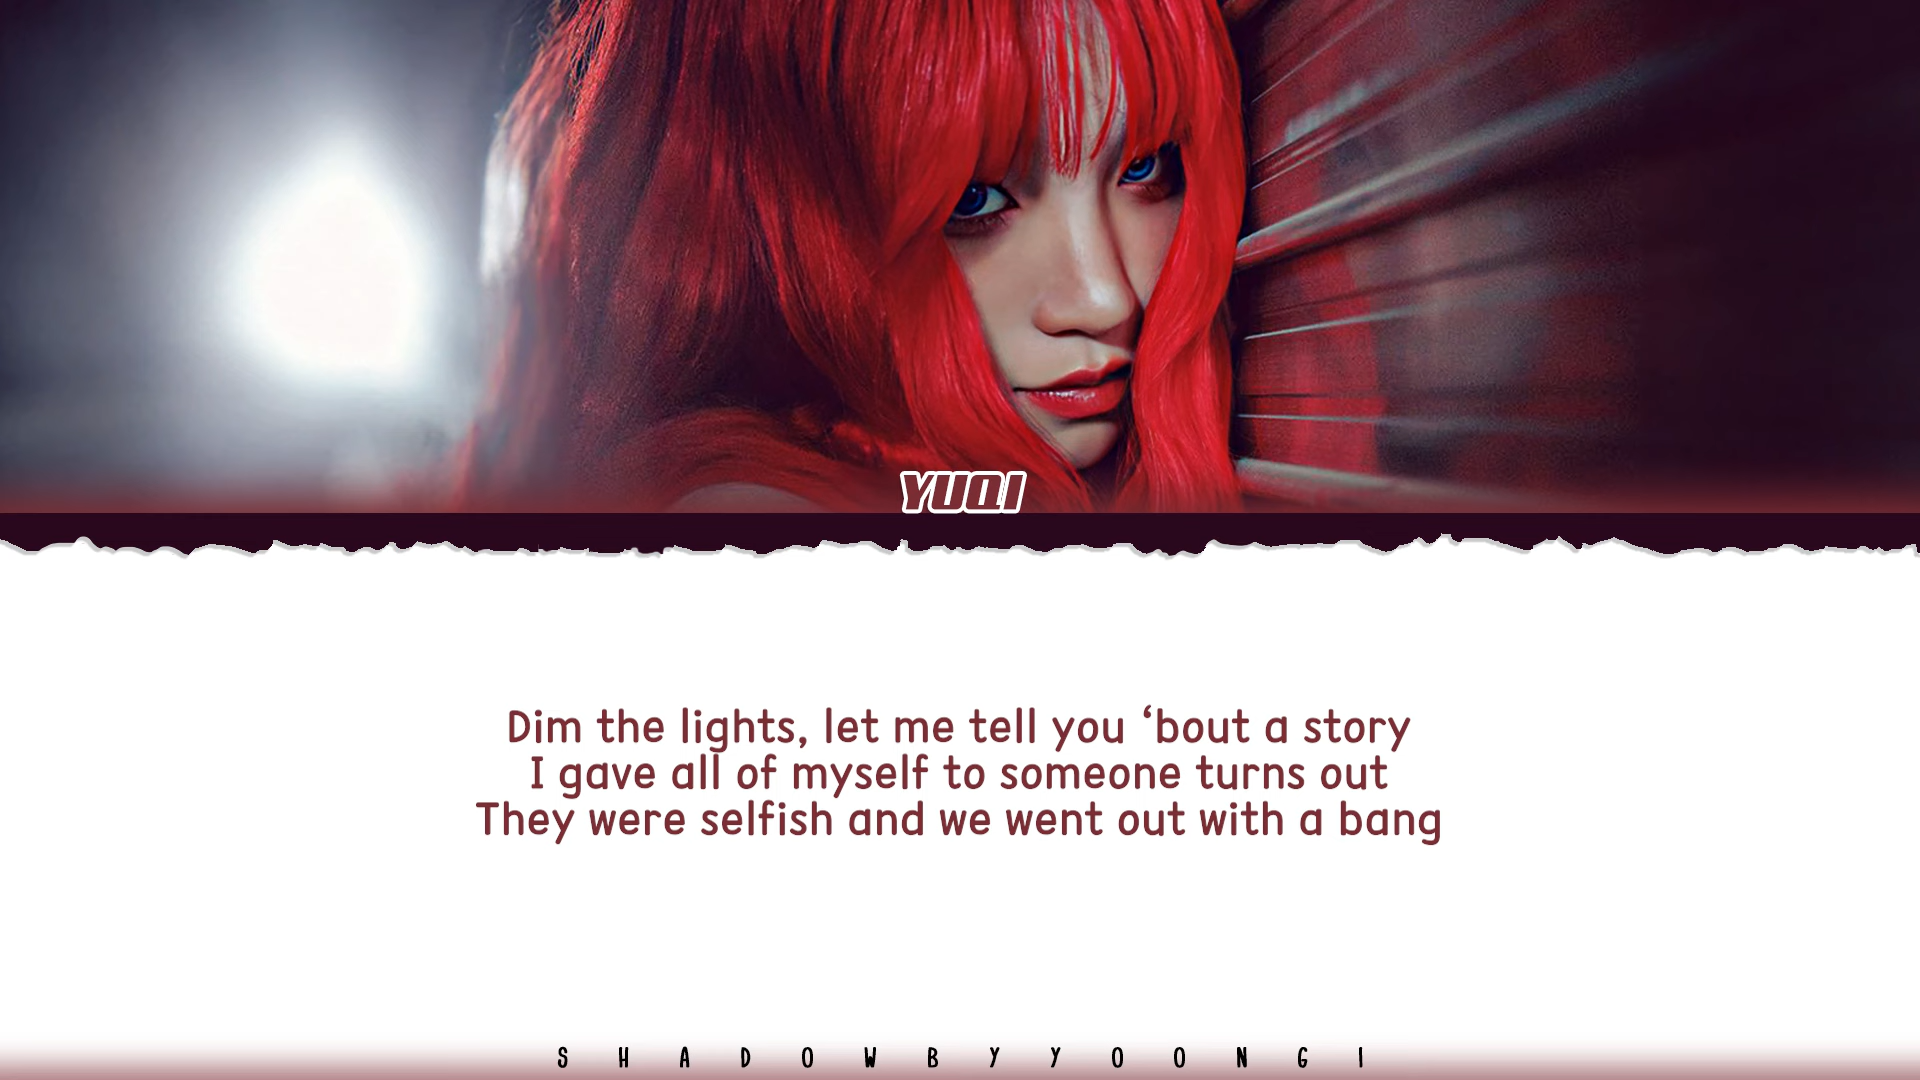 YUQI
Dim the lights, let me tell you ‘bout a story
I gave all of myself to someone turns out
They were selfish and we went out with a bang
SHADOWBYYOONGI